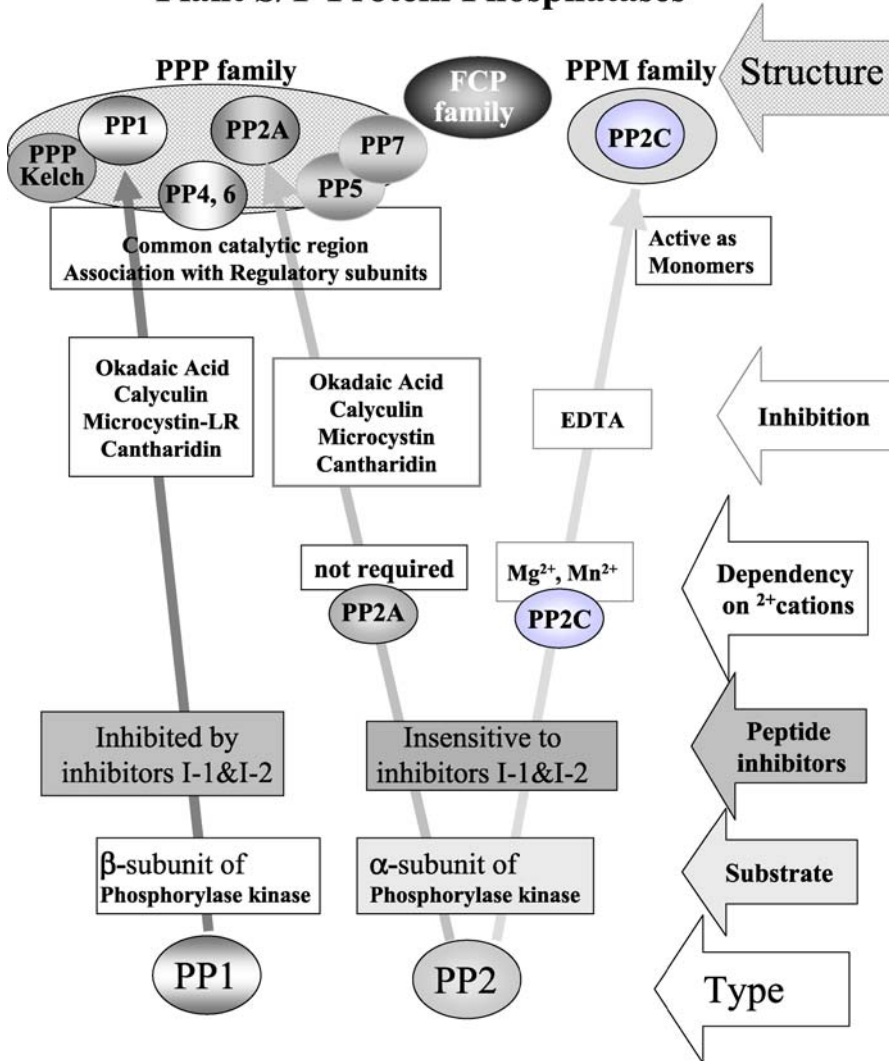 Plant S/T Protein Phosphatases
PPP family
FCP
family
PPM family
Structure
PP1
PP2A
PP7
PP2C
PPP
Kelch
PP4, 6
PP5
Common catalytic region
Association with Regulatory subunits
Active as
Monomers
Okadaic Acid
Calyculin
Microcystin-LR
Cantharidin
Okadaic Acid
Calyculin
Microcystin
Cantharidin
EDTA
Inhibition
not required
PP2A
Mg²⁺, Mn²⁺
PP2C
Dependency
on ²⁺cations
Inhibited by
inhibitors I-1&I-2
Insensitive to
inhibitors I-1&I-2
Peptide
inhibitors
β-subunit of
Phosphorylase kinase
α-subunit of
Phosphorylase kinase
Substrate
PP1
PP2
Type